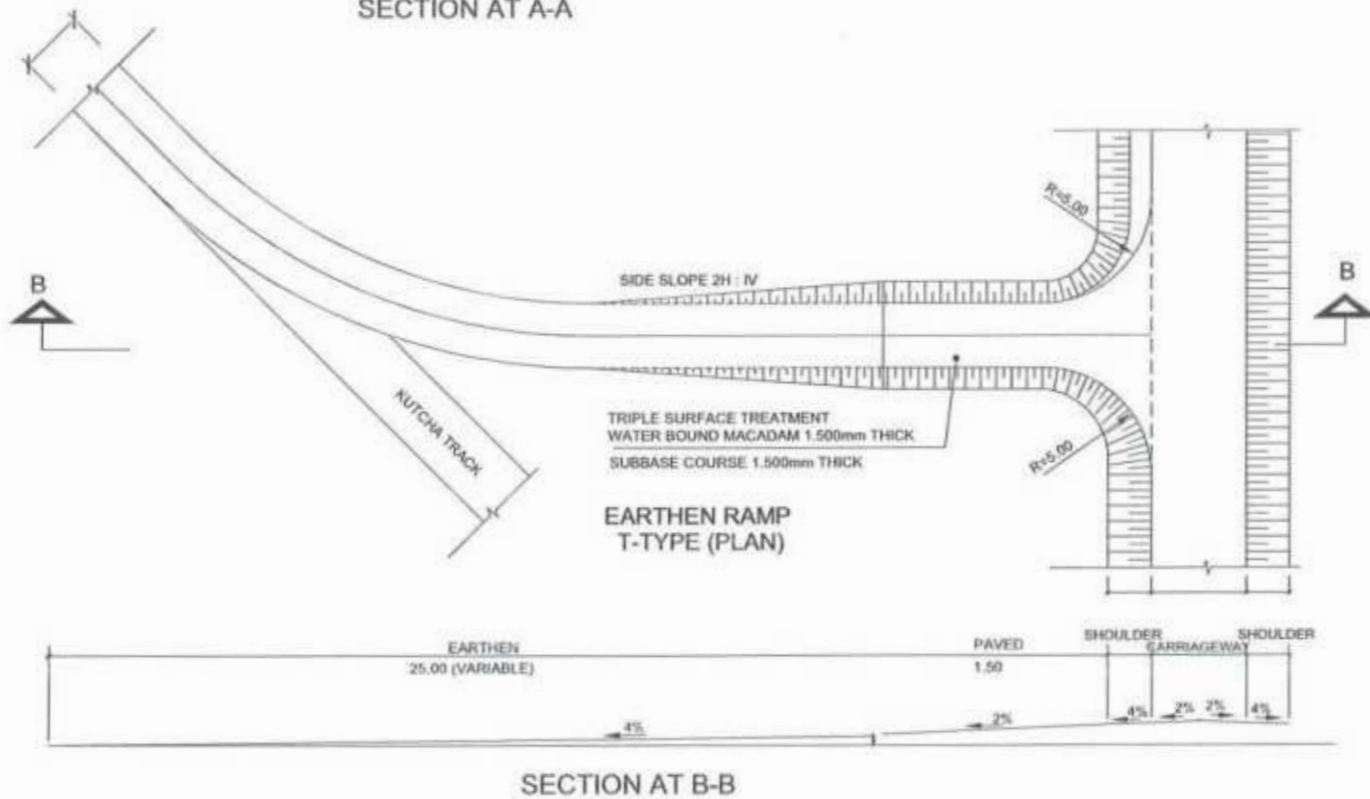 SECTION AT A-A
R=5.00
B
B
SIDE SLOPE 2H : IV
KUTCHA TRACK
TRIPLE SURFACE TREATMENT
WATER BOUND MACADAM 1.500mm THICK
SUBBASE COURSE 1.500mm THICK
R=5.00
EARTHEN RAMP
T-TYPE (PLAN)
EARTHEN
25.00 (VARIABLE)
PAVED
1.50
SHOULDER
CARRIAGEWAY
SHOULDER
4%
2%
4%
2%
2%
4%
SECTION AT B-B